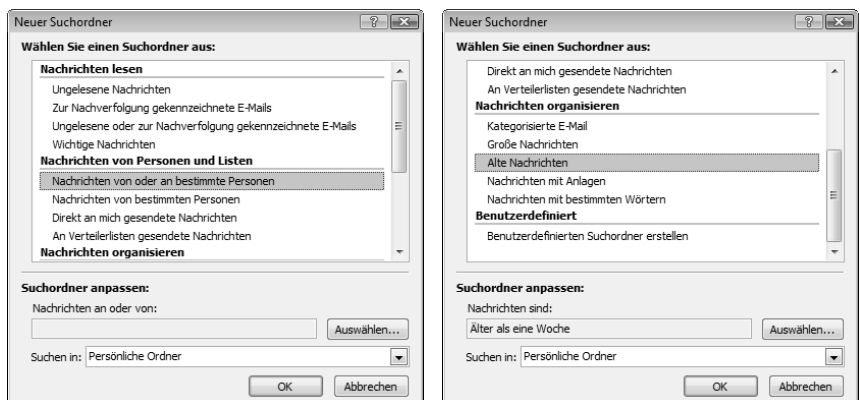 Neuer Suchordner
Wählen Sie einen Suchordner aus:
Nachrichten lesen
Ungelesene Nachrichten
Zur Nachverfolgung gekennzeichnete E-Mails
Ungelesene oder zur Nachverfolgung gekennzeichnete E-Mails
Wichtige Nachrichten
Nachrichten von Personen und Listen
Nachrichten von oder an bestimmte Personen
Nachrichten von bestimmten Personen
Direkt an mich gesendete Nachrichten
An Verteilerlisten gesendete Nachrichten
Nachrichten organisieren
Suchordner anpassen:
Nachrichten an oder von:
Auswählen...
Suchen in: Persönliche Ordner
OK Abbrechen
Neuer Suchordner
Wählen Sie einen Suchordner aus:
Direkt an mich gesendete Nachrichten
An Verteilerlisten gesendete Nachrichten
Nachrichten organisieren
Kategorisierte E-Mail
Große Nachrichten
Alte Nachrichten
Nachrichten mit Anlagen
Nachrichten mit bestimmten Wörtern
Benutzerdefiniert
Benutzerdefinierten Suchordner erstellen
Suchordner anpassen:
Nachrichten sind:
Älter als eine Woche Auswählen...
Suchen in: Persönliche Ordner
OK Abbrechen